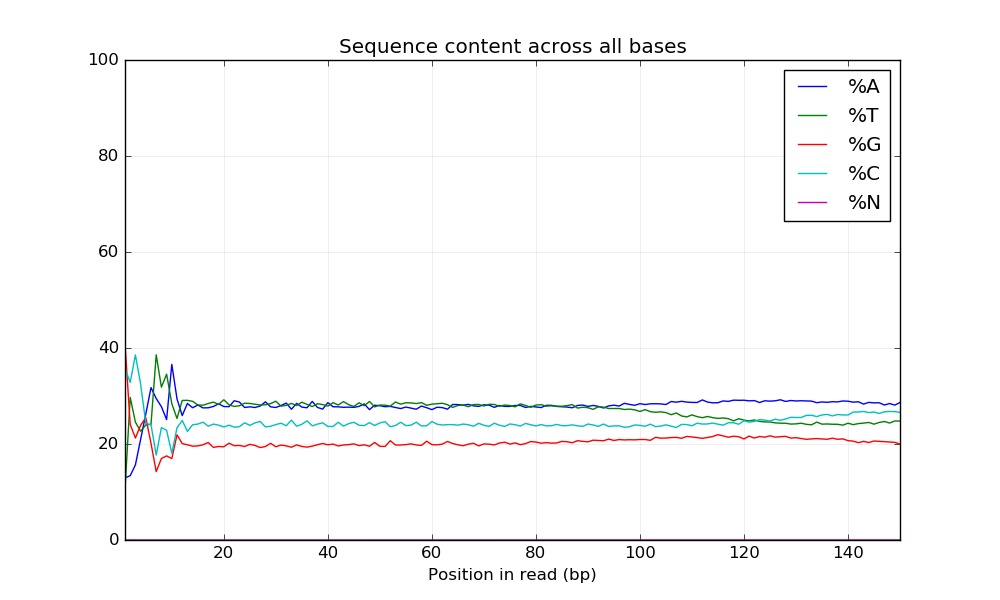 Sequence content across all bases
100
80
60
40
20
0
%A
%T
%G
%C
%N
20 40 60 80 100 120 140
Position in read (bp)